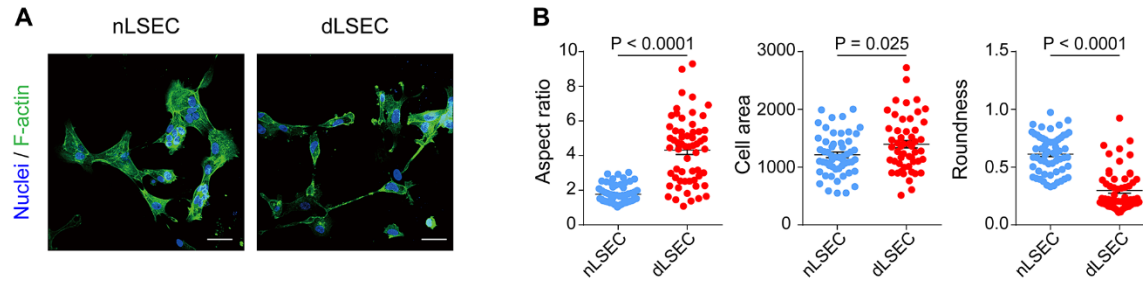 A
nLSEC
dLSEC
Nuclei / F-actin
B
P < 0.0001
Aspect ratio
10
8
6
4
2
0
nLSEC
dLSEC
P = 0.025
Cell area
3000
2000
1000
0
nLSEC
dLSEC
P < 0.0001
Roundness
1.5
1.0
0.5
0.0
nLSEC
dLSEC